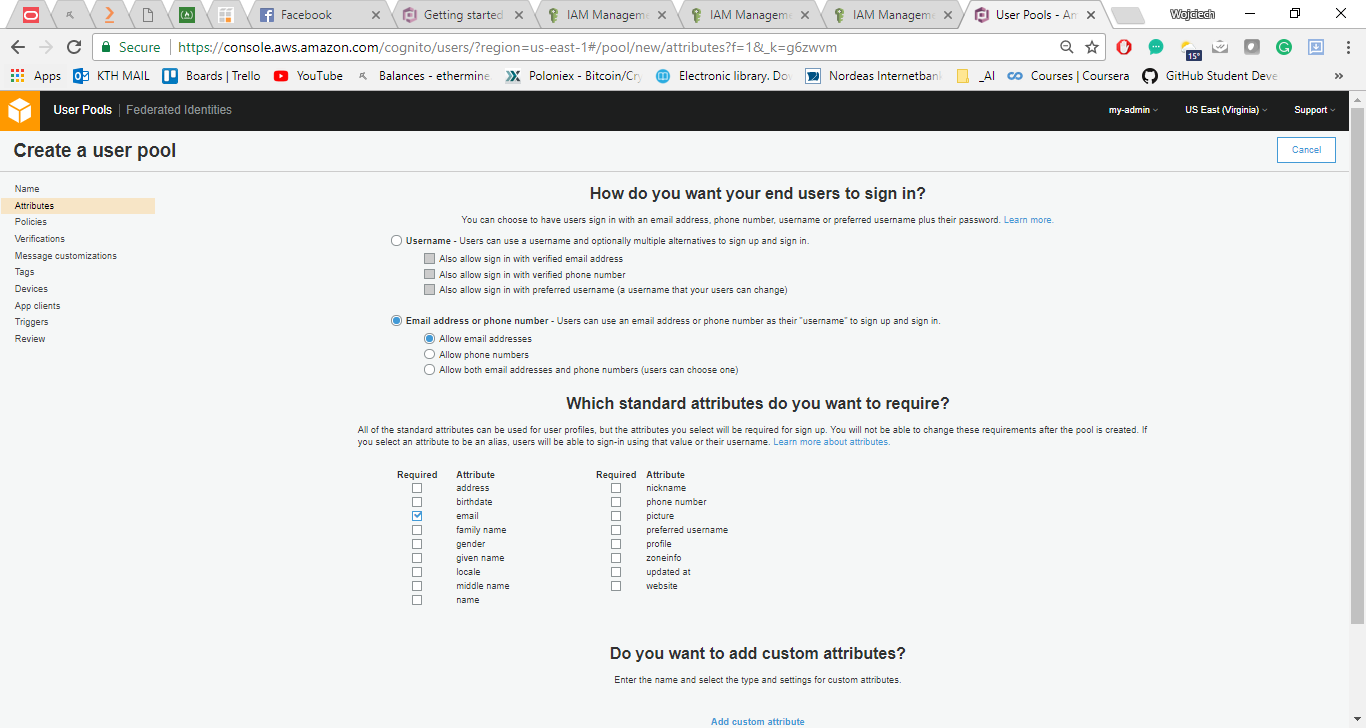 Facebook
Getting started
IAM Manageme
IAM Manageme
IAM Manageme
User Pools - Am
Wojciech
Secure
https://console.aws.amazon.com/cognito/users/?region=us-east-1#/pool/new/attributes?f=1&_k=g6zwvm
15°
Apps
KTH MAIL
Boards | Trello
YouTube
Balances - ethermine.
Poloniex - Bitcoin/Cry
Electronic library. Do
Nordeas Internetbank
_AI
Courses | Coursera
GitHub Student Deve
User Pools | Federated Identities
my-admin
US East (Virginia)
Support
Create a user pool
Cancel
Name
Attributes
Policies
Verifications
Message customizations
Tags
Devices
App clients
Triggers
Review
How do you want your end users to sign in?
You can choose to have users sign in with an email address, phone number, username or preferred username plus their password. Learn more.
Username - Users can use a username and optionally multiple alternatives to sign up and sign in.
Also allow sign in with verified email address
Also allow sign in with verified phone number
Also allow sign in with preferred username (a username that your users can change)
Email address or phone number - Users can use an email address or phone number as their "username" to sign up and sign in.
Allow email addresses
Allow phone numbers
Allow both email addresses and phone numbers (users can choose one)
Which standard attributes do you want to require?
All of the standard attributes can be used for user profiles, but the attributes you select will be required for sign up. You will not be able to change these requirements after the pool is created. If
you select an attribute to be an alias, users will be able to sign-in using that value or their username. Learn more about attributes.
Required Attribute
address
birthdate
email
family name
gender
given name
locale
middle name
name
Required Attribute
nickname
phone number
picture
preferred username
profile
zoneinfo
updated at
website
Do you want to add custom attributes?
Enter the name and select the type and settings for custom attributes.
Add custom attribute